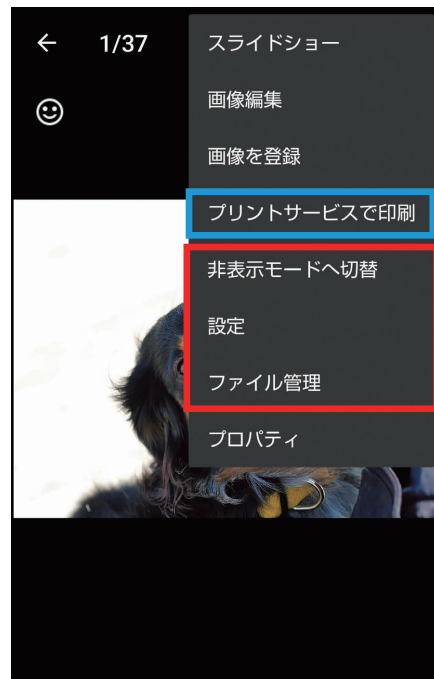 1/37
スライドショー
画像編集
画像を登録
プリントサービスで印刷
非表示モードへ切替
設定
ファイル管理
プロパティ